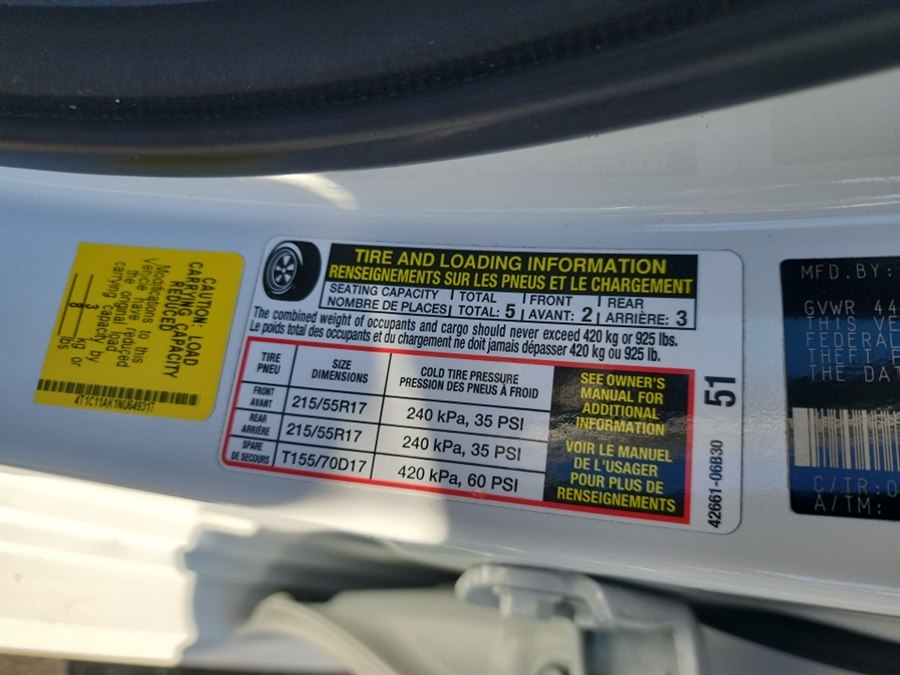 CAUTION LOAD
CARRYING CAPACITY
REDUCED
Modifications to this
Vehicle have reduced
the original load
carrying capacity by
3 kg or
8 lbs
4T1C11AK1NU649317
TIRE AND LOADING INFORMATION
RENSEIGNEMENTS SUR LES PNEUS ET LE CHARGEMENT
SEATING CAPACITY TOTAL FRONT REAR
NOMBRE DE PLACES TOTAL: 5 AVANT: 2 ARRIÈRE: 3
The combined weight of occupants and cargo should never exceed 420 kg or 925 lbs.
Le poids total des occupants et du chargement ne doit jamais dépasser 420 kg ou 925 lb.
TIRE SIZE COLD TIRE PRESSURE
PNEU DIMENSIONS PRESSION DES PNEUS À FROID
FRONT
AVANT 215/55R17 240 kPa, 35 PSI
REAR
ARRIÈRE 215/55R17 240 kPa, 35 PSI
SPARE
DE SECOURS T155/70D17 420 kPa, 60 PSI
SEE OWNER'S
MANUAL FOR
ADDITIONAL
INFORMATION
VOIR LE MANUEL
DE L'USAGER
POUR PLUS DE
RENSEIGNEMENTS
51
42661-06B30
MFD.BY:
GVWR 44
THIS VE
FEDERAL
THEFT
THE DAT
C/TR:
A/TM: